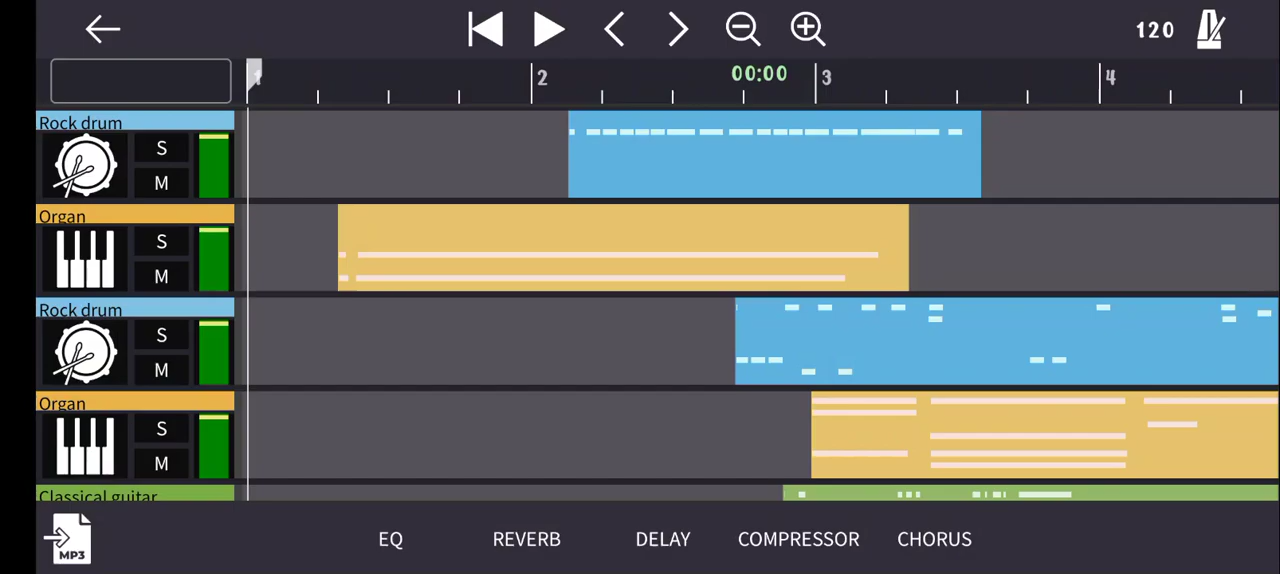 120
1 2 00:00 3 4
Rock drum
S
M
Organ
S
M
Rock drum
S
M
Organ
S
M
Classical guitar
MP3 EQ REVERB DELAY COMPRESSOR CHORUS